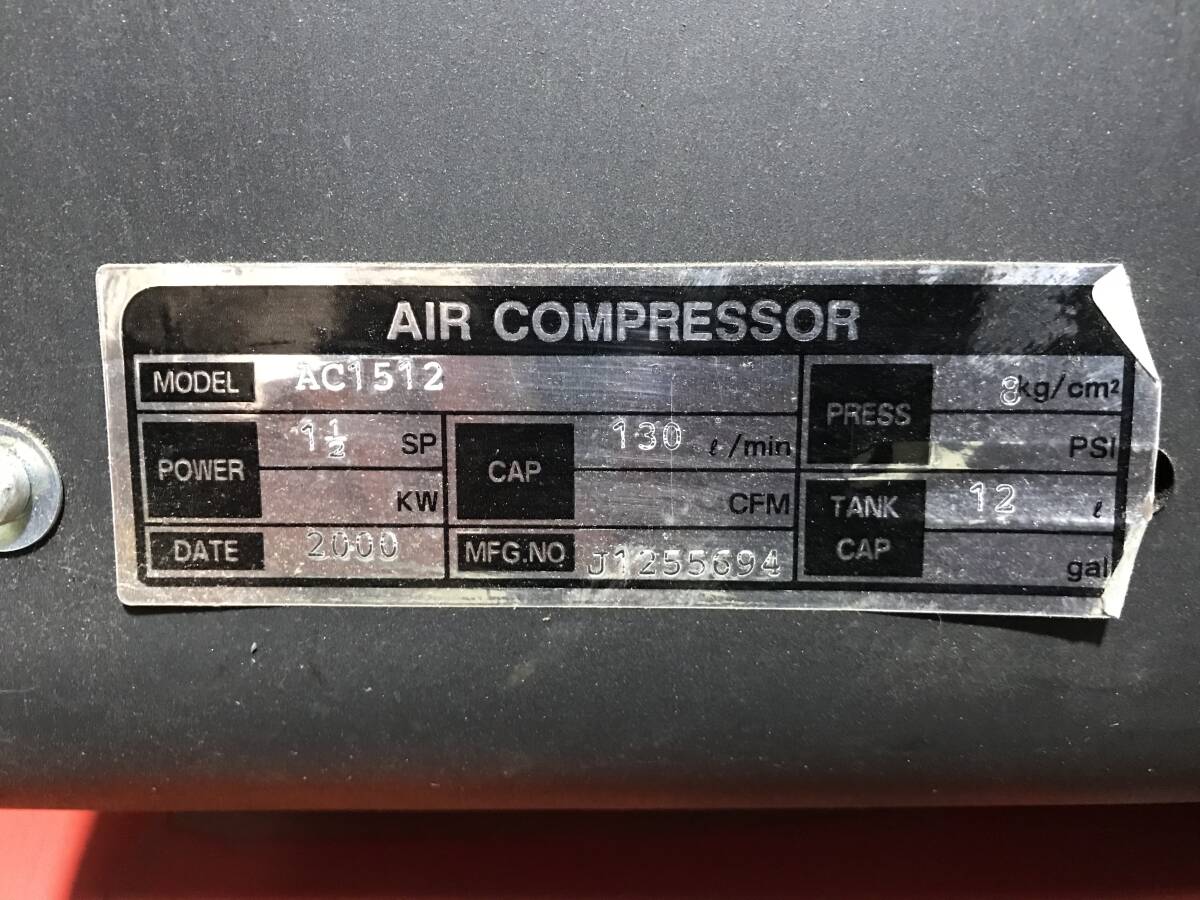 AIR COMPRESSOR
MODEL AC1512
POWER 1 1/2 SP
KW
CAP 130 ℓ/min
CFM
PRESS 8kg/cm²
PSI
DATE 2000
MFG.NO J1255694
TANK CAP 12 ℓ
gal